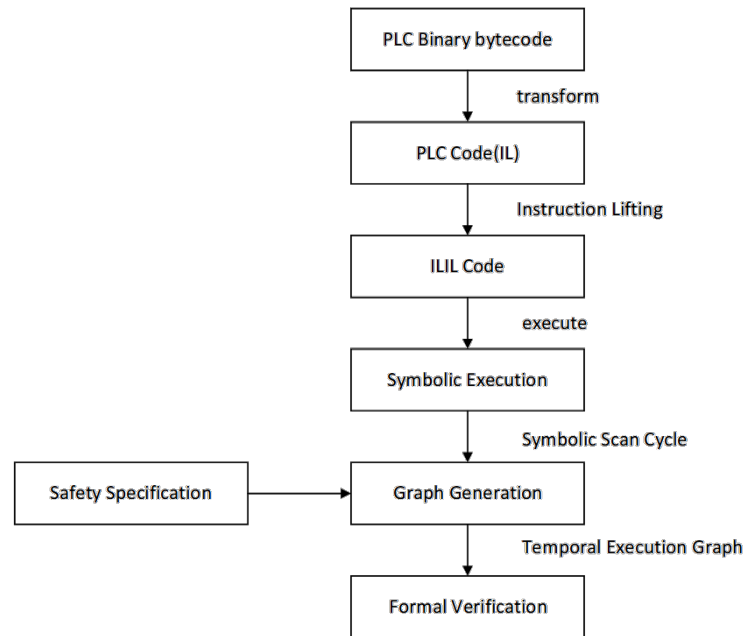 PLC Binary bytecode
transform
PLC Code(IL)
Instruction Lifting
ILIL Code
execute
Symbolic Execution
Symbolic Scan Cycle
Safety Specification
Graph Generation
Temporal Execution Graph
Formal Verification